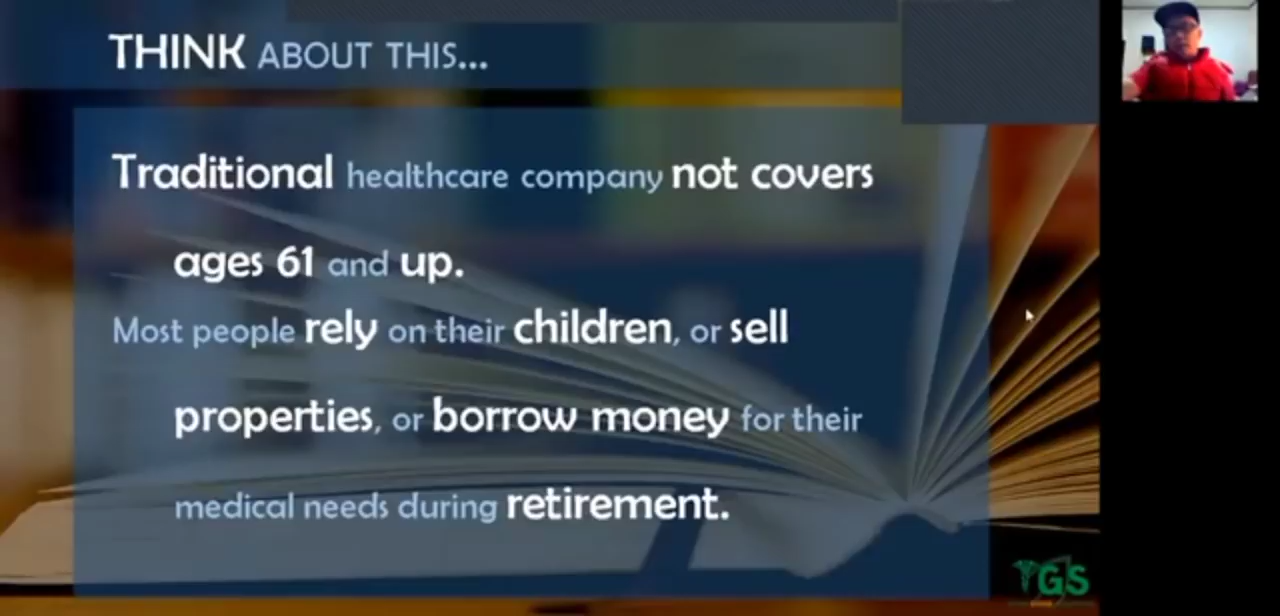 THINK ABOUT THIS...
Traditional healthcare company not covers
ages 61 and up.
Most people rely on their children, or sell
properties, or borrow money for their
medical needs during retirement.
GS